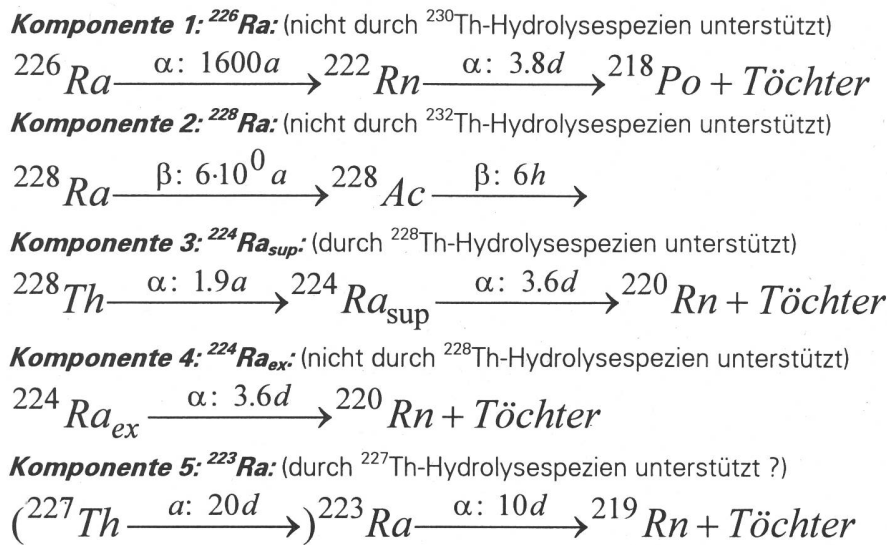 Komponente 1: ²²⁶Ra: (nicht durch ²³⁰Th-Hydrolysespezien unterstützt)
²²⁶Ra α: 1600a → ²²²Rn α: 3.8d → ²¹⁸Po + Töchter
Komponente 2: ²²⁸Ra: (nicht durch ²³²Th-Hydrolysespezien unterstützt)
²²⁸Ra β: 6·10⁰a → ²²⁸Ac β: 6h →
Komponente 3: ²²⁴Ra_sup: (durch ²²⁸Th-Hydrolysespezien unterstützt)
²²⁸Th α: 1.9a → ²²⁴Ra_sup α: 3.6d → ²²⁰Rn + Töchter
Komponente 4: ²²⁴Ra_ex: (nicht durch ²²⁸Th-Hydrolysespezien unterstützt)
²²⁴Ra_ex α: 3.6d → ²²⁰Rn + Töchter
Komponente 5: ²²³Ra: (durch ²²⁷Th-Hydrolysespezien unterstützt ?)
(²²⁷Th a: 20d →) ²²³Ra α: 10d → ²¹⁹Rn + Töchter